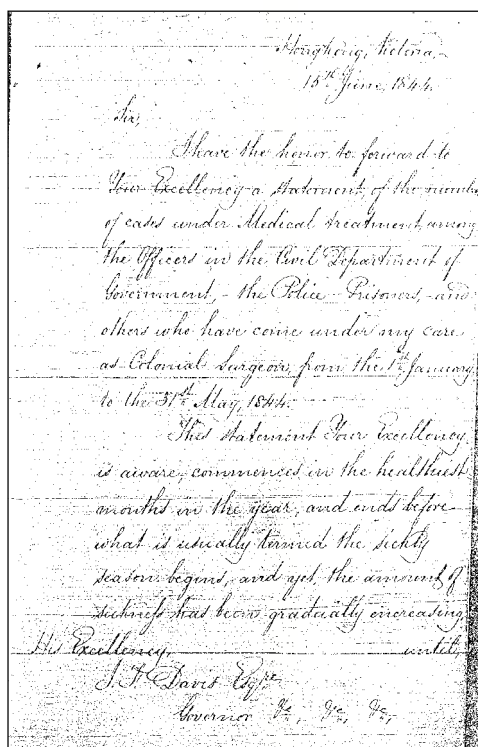 Hongkong, Victoria,
15th June, 1844.
Sir,
I have the honor to forward to
Your Excellency a statement, of the number
of cases under Medical treatment, among
the Officers in the Civil Department of
Government, - the Police - Prisoners, - and
others who have come under my care
as Colonial Surgeon, from the 1st January
to the 31st May, 1844.
This statement Your Excellency
is aware, commences in the healthiest
months in the year, and ends before
what is usually termed the sickly
season begins, and yet, the amount of
sickness has been gradually encreasing,
until,
His Excellency,
J. F. Davis Esqre
Governor &c, &c, &c,